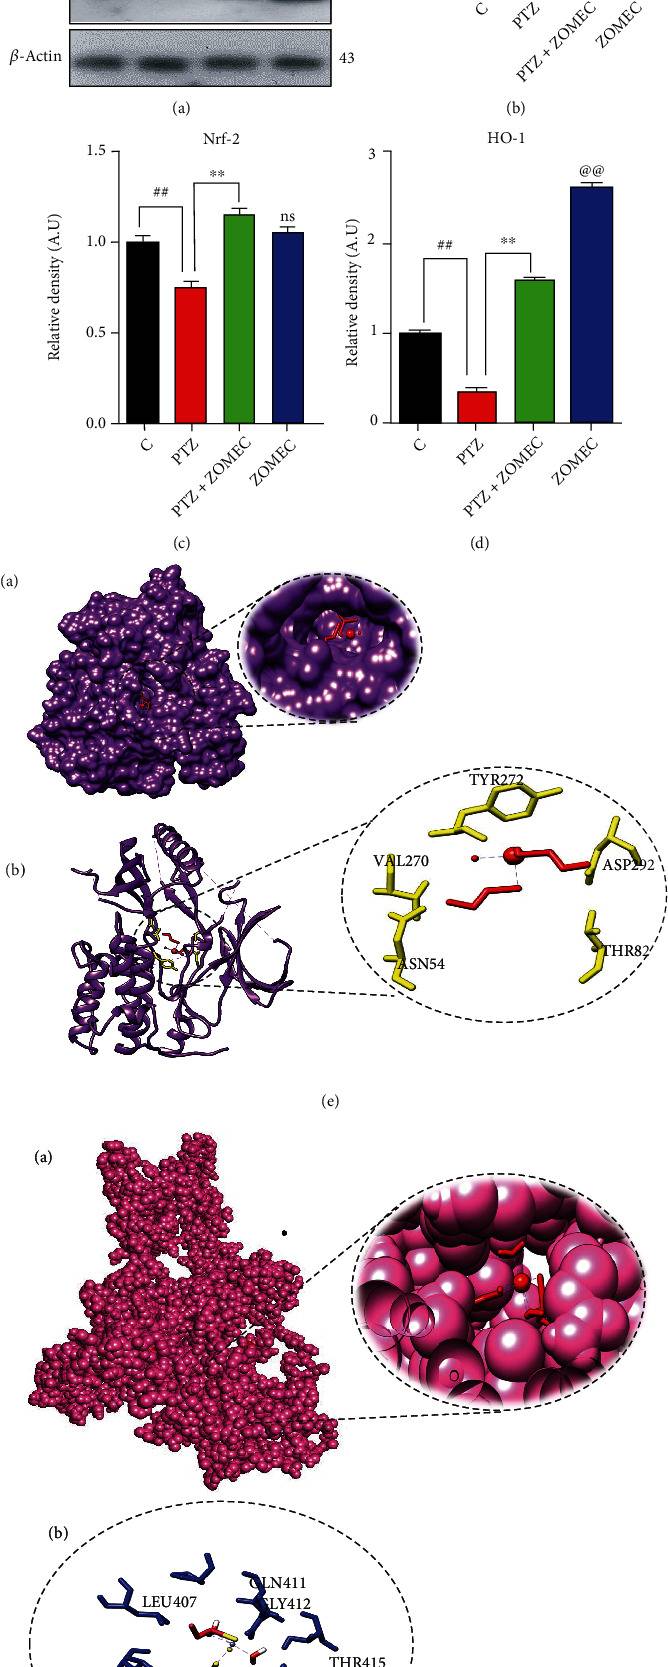 C
PTZ
PTZ + ZOMEC
ZOMEC
β-Actin
43
(a)
(b)
Nrf-2
Relative density (A.U)
1.5
1.0
0.5
0.0
##
**
ns
C
PTZ
PTZ + ZOMEC
ZOMEC
(c)
HO-1
Relative density (A.U)
3
2
1
0
##
**
@@
C
PTZ
PTZ + ZOMEC
ZOMEC
(d)
(a)
(b)
TYR272
VAL270
ASP292
ASN54
THR82
(e)
(a)
(b)
LEU407
GLN411
GLY412
THR415